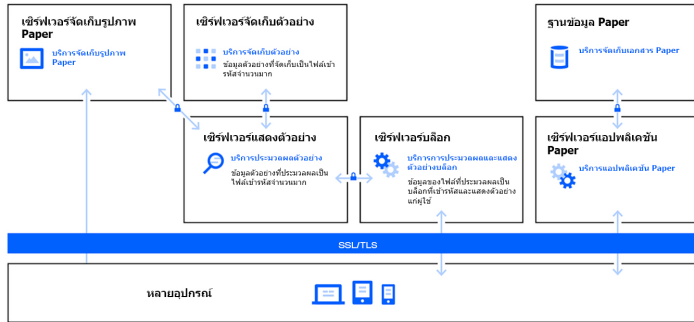 เซิร์ฟเวอร์จัดเก็บรูปภาพ
Paper
บริการจัดเก็บรูปภาพ
Paper
เซิร์ฟเวอร์จัดเก็บตัวอย่าง
บริการจัดเก็บตัวอย่าง
ข้อมูลตัวอย่างที่จัดเก็บเป็นไฟล์เข้า
รหัสจำนวนมาก
ฐานข้อมูล Paper
บริการจัดเก็บเอกสาร Paper
เซิร์ฟเวอร์แสดงตัวอย่าง
บริการประมวลผลตัวอย่าง
ข้อมูลตัวอย่างที่ประมวลผลเป็น
ไฟล์เข้ารหัสจำนวนมาก
เซิร์ฟเวอร์บล็อก
บริการการประมวลผลและแสดง
ตัวอย่างบล็อก
ข้อมูลของไฟล์ที่ประมวลผลเป็น
บล็อกที่เข้ารหัสและแสดงตัวอย่าง
แก่ผู้ใช้
เซิร์ฟเวอร์แอปพลิเคชัน
Paper
บริการแอปพลิเคชัน Paper
SSL/TLS
หลายอุปกรณ์